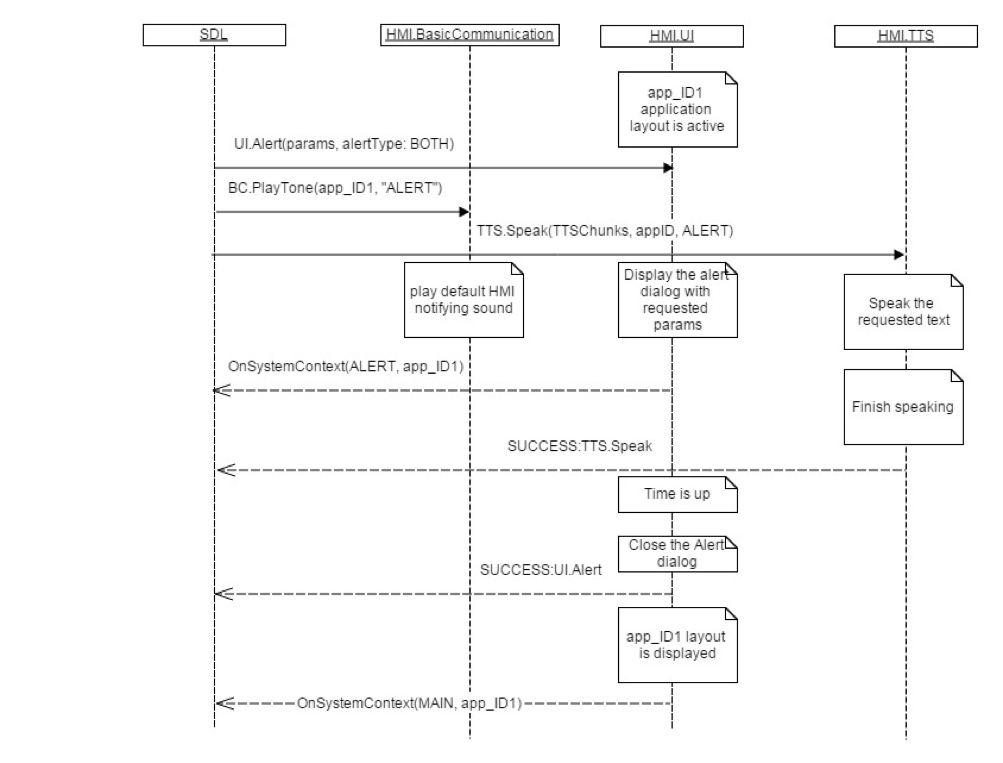 SDL
HMI.BasicCommunication
HMI.UI
HMI.TTS
app_ID1
application
layout is active
UI.Alert(params, alertType: BOTH)
BC.PlayTone(app_ID1, "ALERT")
TTS.Speak(TTSChunks, appID, ALERT)
play default HMI
notifying sound
Display the alert
dialog with
requested
params
Speak the
requested text
OnSystemContext(ALERT, app_ID1)
Finish speaking
SUCCESS:TTS.Speak
Time is up
Close the Alert
dialog
SUCCESS:UI.Alert
app_ID1 layout
is displayed
OnSystemContext(MAIN, app_ID1)